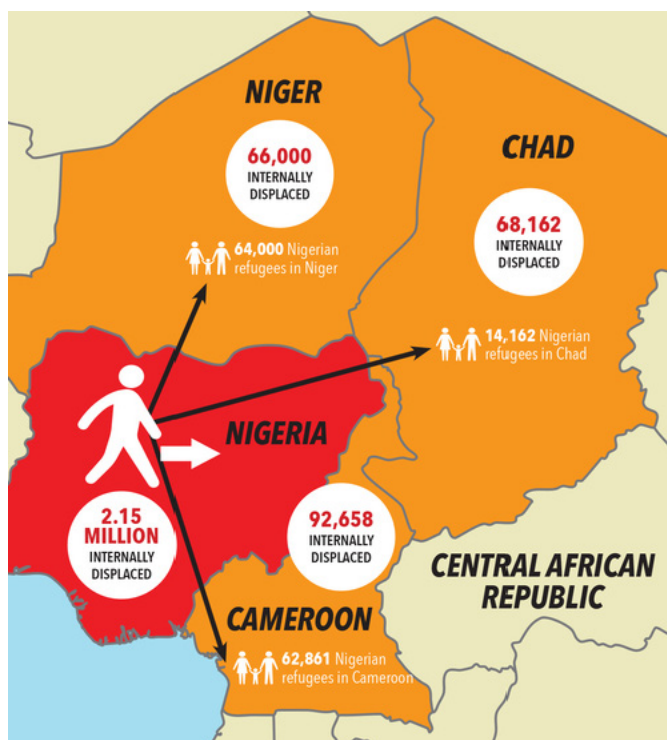 NIGER
66,000
INTERNALLY
DISPLACED
64,000 Nigerian
refugees in Niger
CHAD
68,162
INTERNALLY
DISPLACED
14,162 Nigerian
refugees in Chad
NIGERIA
2.15
MILLION
INTERNALLY
DISPLACED
92,658
INTERNALLY
DISPLACED
CENTRAL AFRICAN
REPUBLIC
CAMEROON
62,861 Nigerian
refugees in Cameroon